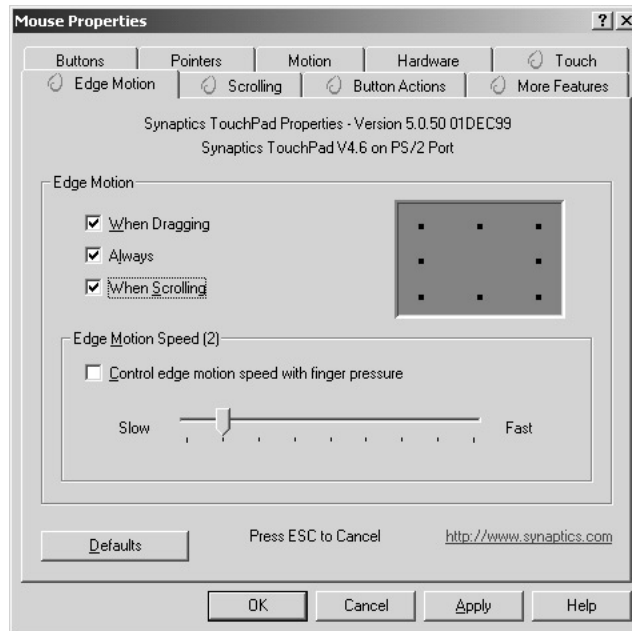 Mouse Properties
Buttons Pointers Motion Hardware Touch
Edge Motion Scrolling Button Actions More Features
Synaptics TouchPad Properties - Version 5.0.50 01DEC99
Synaptics TouchPad V4.6 on PS/2 Port
Edge Motion
When Dragging
Always
When Scrolling
Edge Motion Speed (2)
Control edge motion speed with finger pressure
Slow Fast
Defaults Press ESC to Cancel http://www.synaptics.com
OK Cancel Apply Help